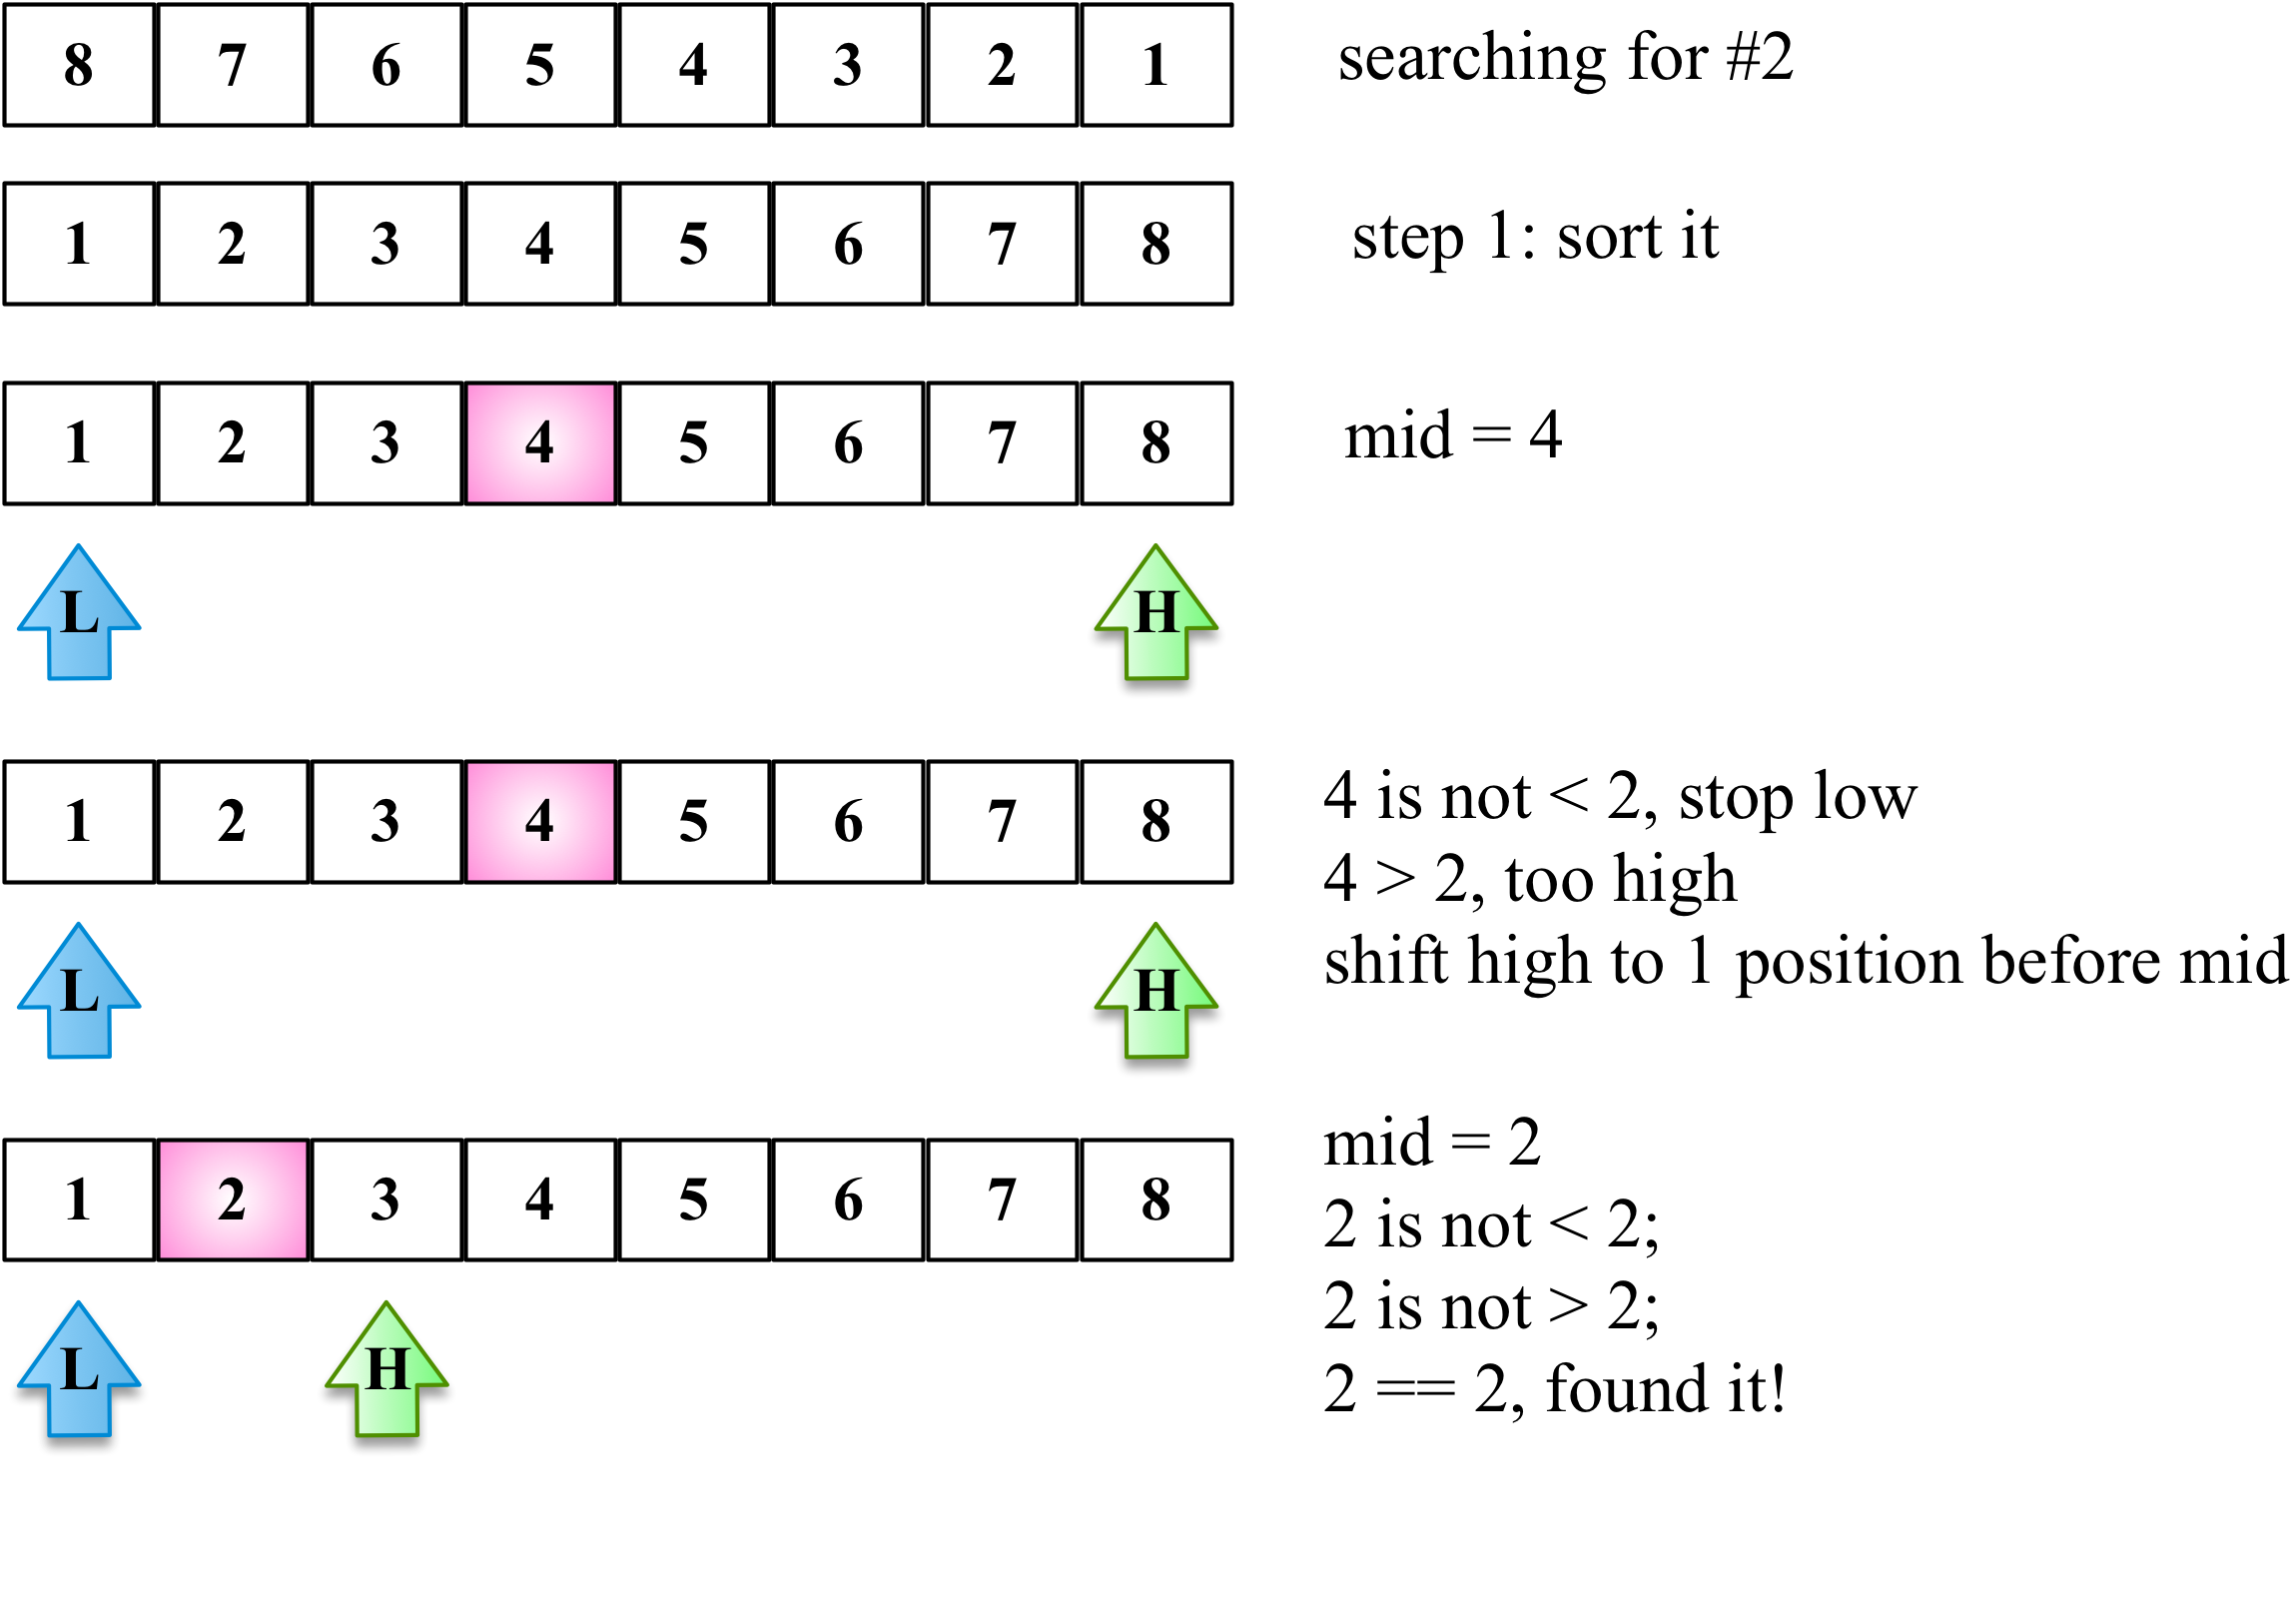 8 7 6 5 4 3 2 1 searching for #2
1 2 3 4 5 6 7 8 step 1: sort it
1 2 3 4 5 6 7 8 mid = 4
L H
1 2 3 4 5 6 7 8
4 is not < 2, stop low
4 > 2, too high
shift high to 1 position before mid
L H
1 2 3 4 5 6 7 8
mid = 2
2 is not < 2;
2 is not > 2;
2 == 2, found it!
L H